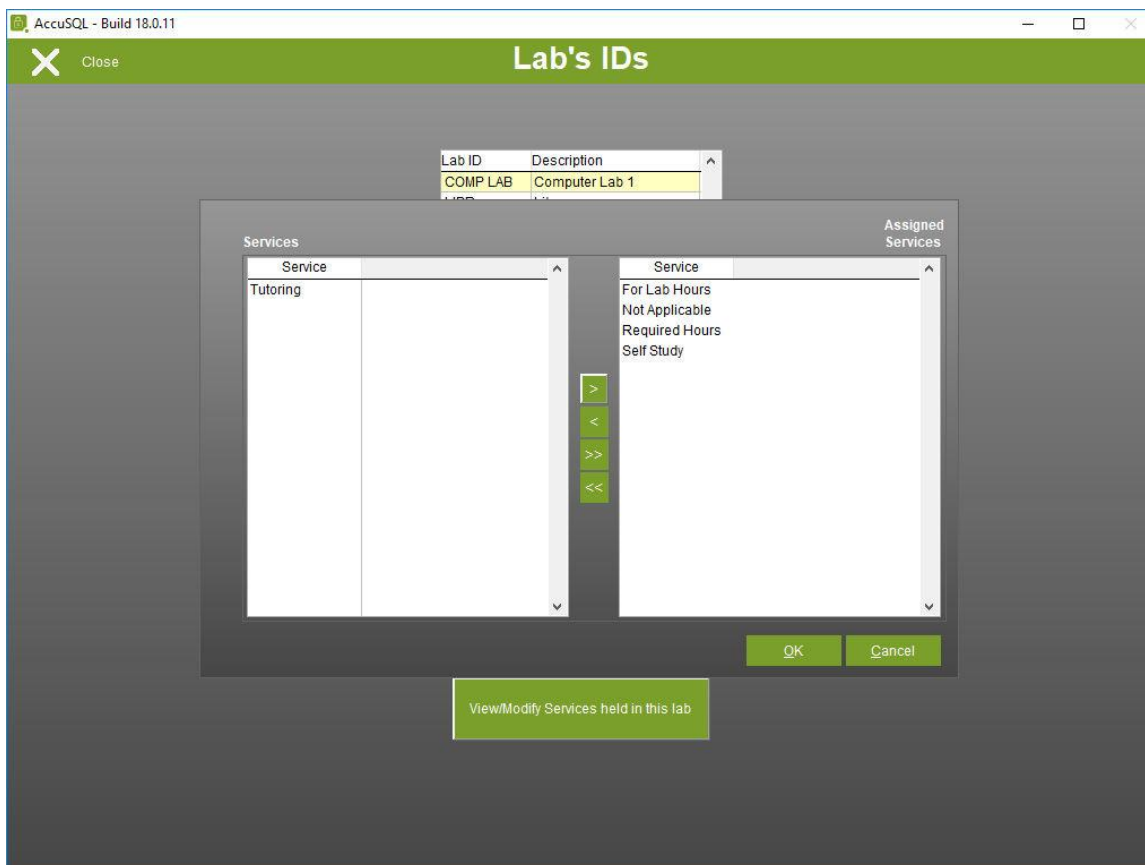 AccuSQL - Build 18.0.11
Close
Lab's IDs
Lab ID Description
COMP LAB Computer Lab 1
Services
Assigned
Services
Service
Tutoring
Service
For Lab Hours
Not Applicable
Required Hours
Self Study
>
<
>>
<<
OK Cancel
View/Modify Services held in this lab